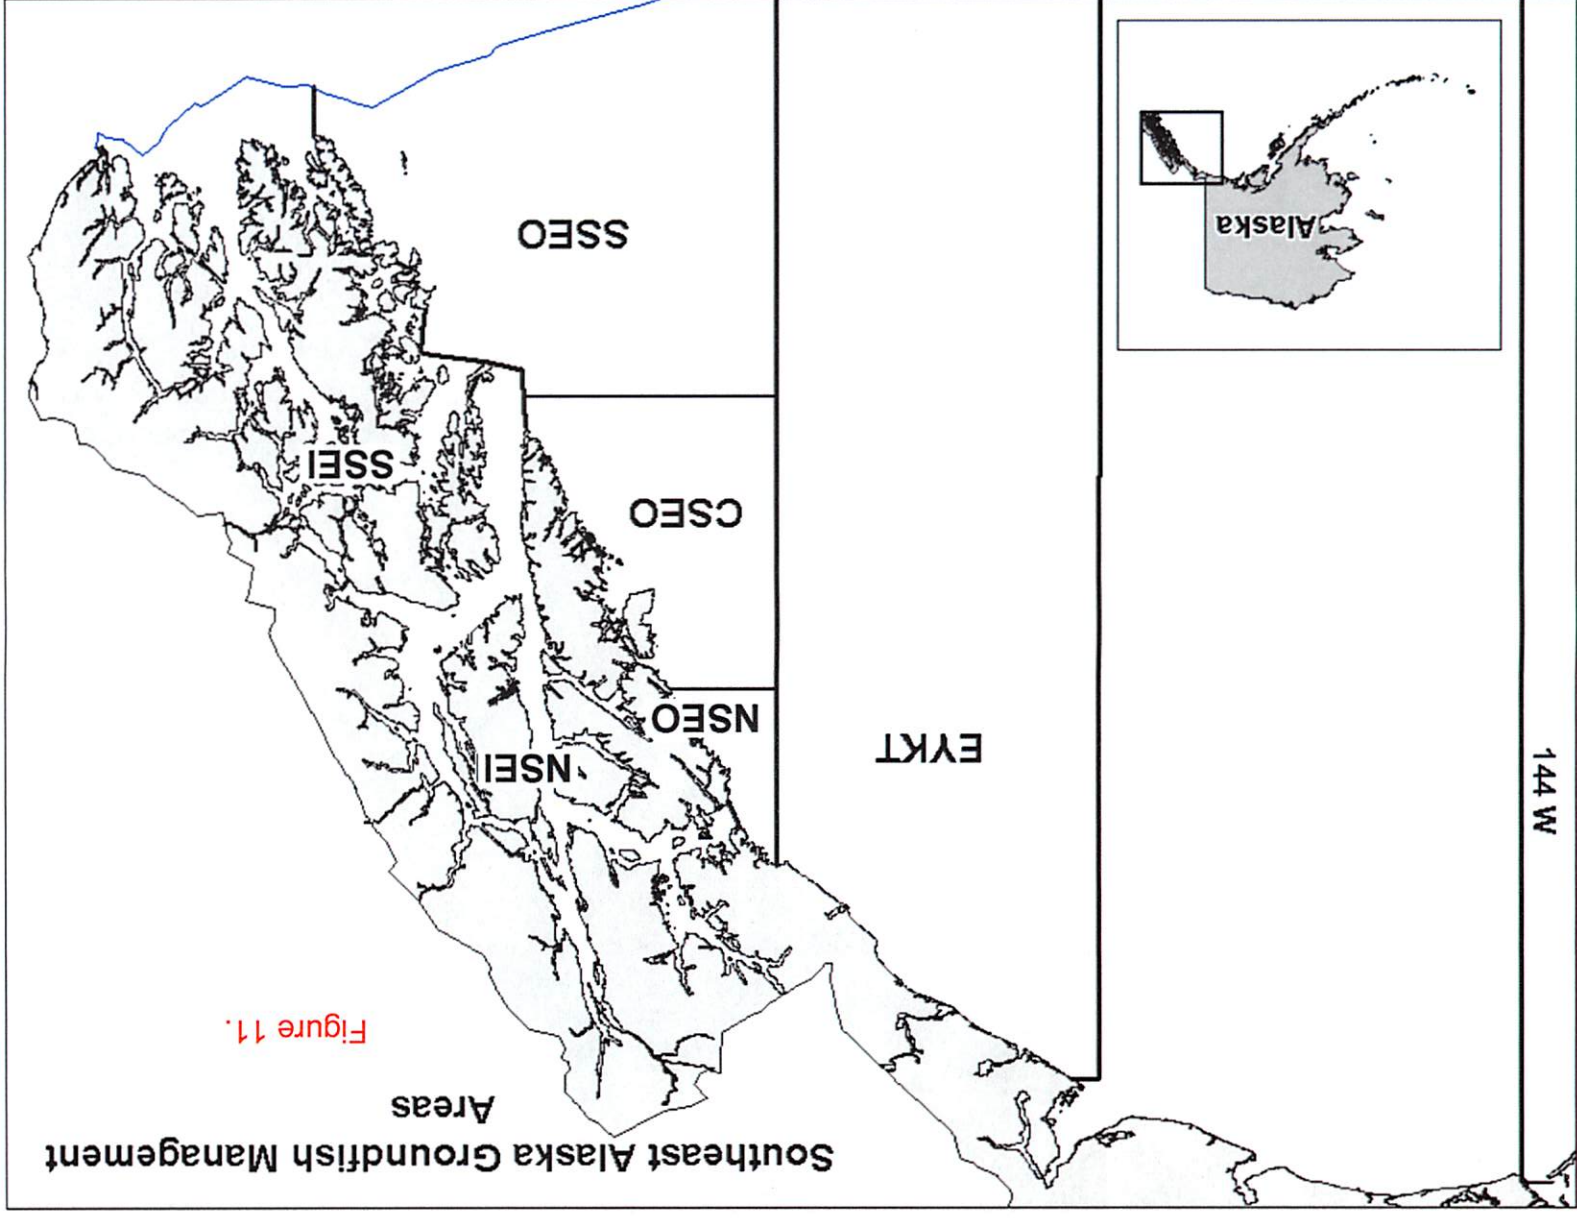 Southeast Alaska Groundfish Management
Areas
Figure 11.
144 W
EYKT
NSEI
NSEO
CSEO
SSEI
SSEO
Alaska